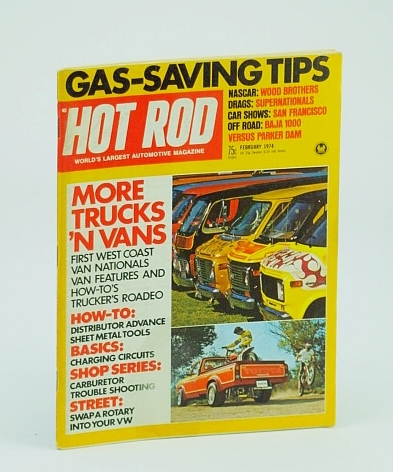 GAS-SAVING TIPS
HOT ROD
WORLD'S LARGEST AUTOMOTIVE MAGAZINE
NASCAR: WOOD BROTHERS
DRAGS: SUPERNATIONALS
CAR SHOWS: SAN FRANCISCO
OFF ROAD: BAJA 1000
VERSUS PARKER DAM
75c FEBRUARY 1974
MORE
TRUCKS
'N VANS
FIRST WEST COAST
VAN NATIONALS
VAN FEATURES AND
HOW-TO'S
TRUCKER'S ROADEO
HOW-TO:
DISTRIBUTOR ADVANCE
SHEET METAL TOOLS
BASICS:
CHARGING CIRCUITS
SHOP SERIES:
CARBURETOR
TROUBLE SHOOTING
STREET:
SWAP A ROTARY
INTO YOUR VW
TOYOTA